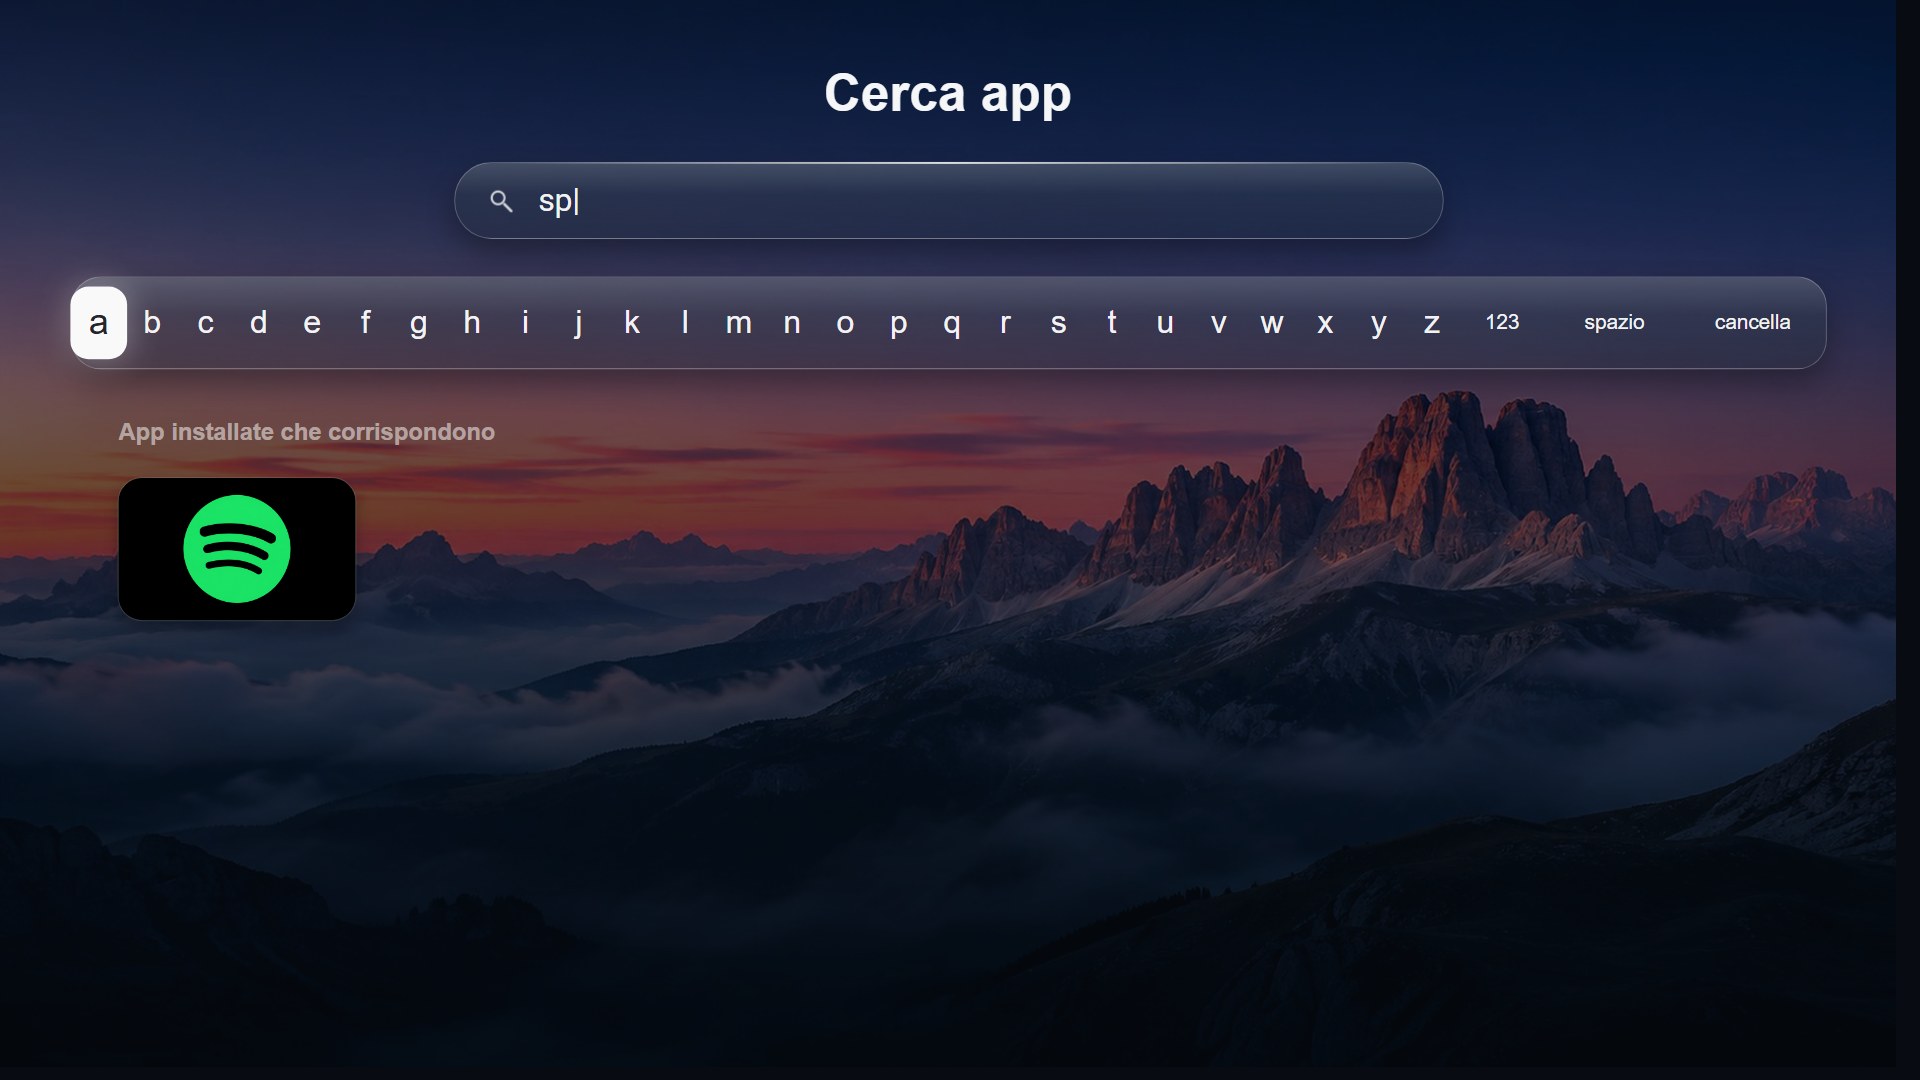 Cerca app
sp
a b c d e f g h i j k l m n o p q r s t u v w x y z 123 spazio cancella
App installate che corrispondono